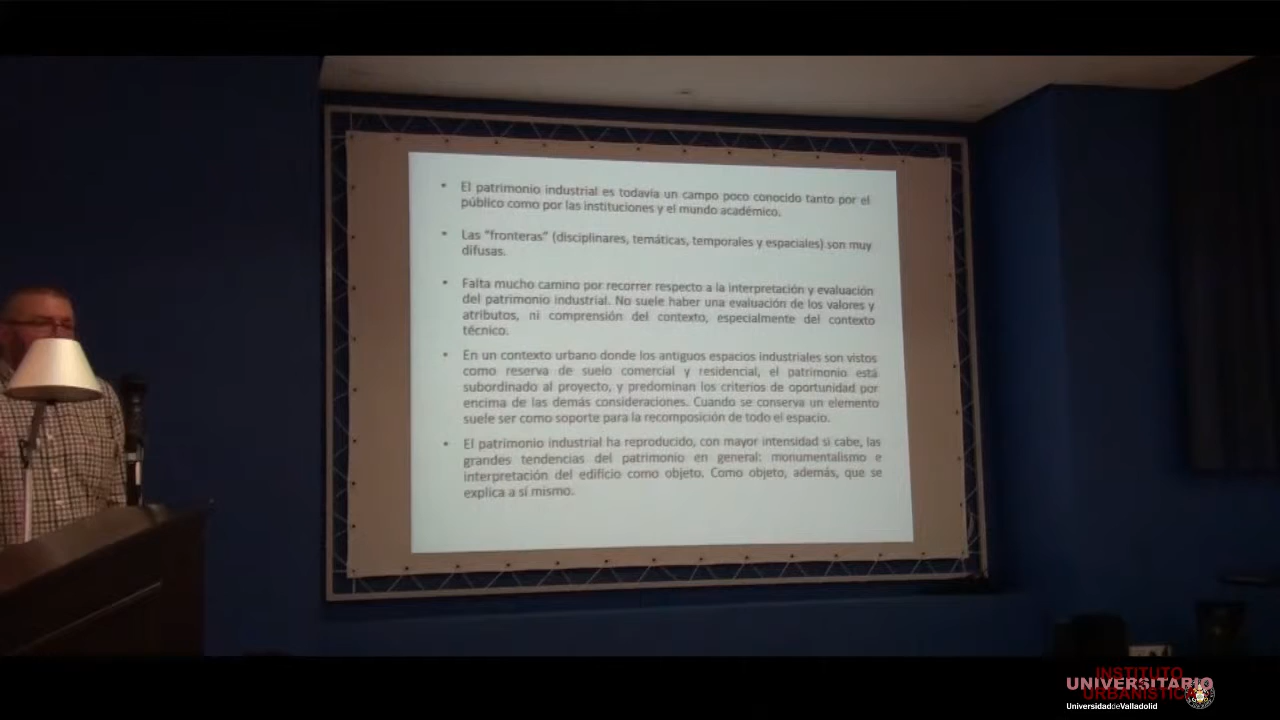 • El patrimonio industrial es todavía un campo poco conocido tanto por el
público como por las instituciones y el mundo académico.
• Las "fronteras" (disciplinares, temáticas, temporales y espaciales) son muy
difusas.
• Falta mucho camino por recorrer respecto a la interpretación y evaluación
del patrimonio industrial. No suele haber una evaluación de los valores y
atributos, ni comprensión del contexto, especialmente del contexto
técnico.
• En un contexto urbano donde los antiguos espacios industriales son vistos
como reserva de suelo comercial y residencial, el patrimonio está
subordinado al proyecto, y predominan los criterios de oportunidad por
encima de las demás consideraciones. Cuando se conserva un elemento
suele ser como soporte para la recomposición de todo el espacio.
• El patrimonio industrial ha reproducido, con mayor intensidad si cabe, las
grandes tendencias del patrimonio en general: monumentalismo e
interpretación del edificio como objeto. Como objeto, además, que se
explica a sí mismo.
INSTITUTO
UNIVERSITARIO
URBANÍSTICA
UniversidaddeValladolid